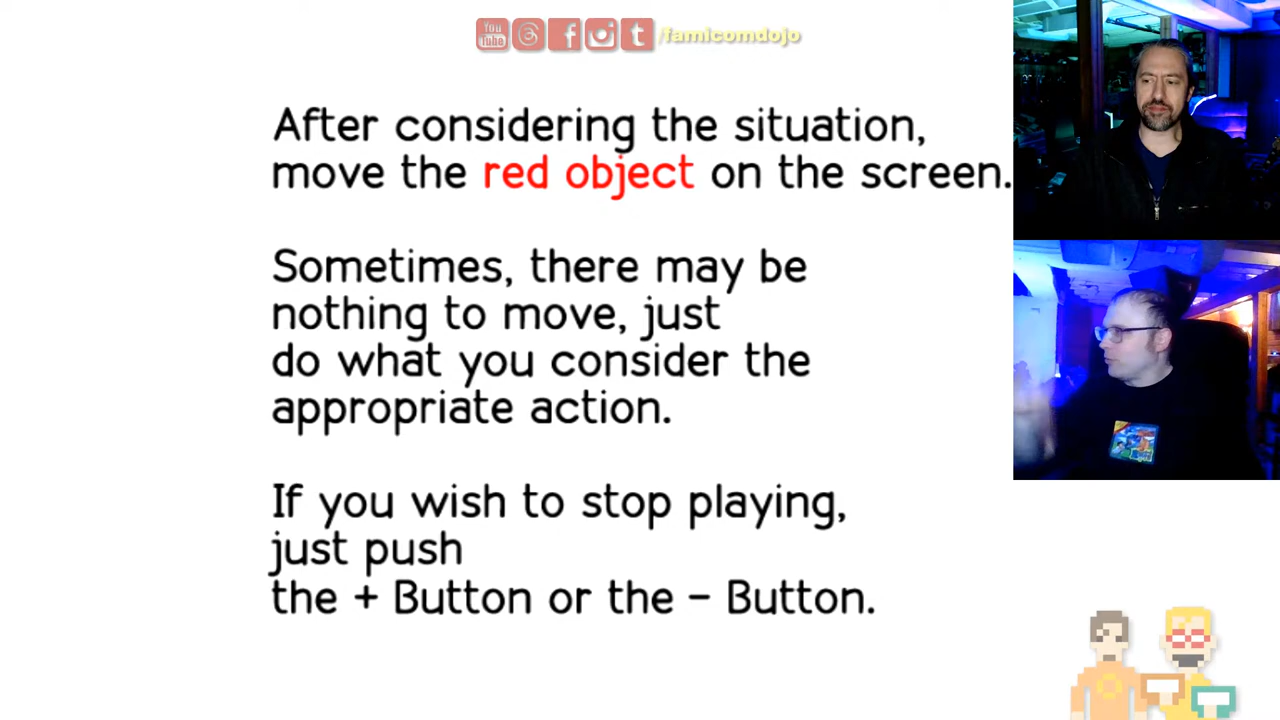 You
Tube
/famicomdojo
After considering the situation,
move the red object on the screen.
Sometimes, there may be
nothing to move, just
do what you consider the
appropriate action.
If you wish to stop playing,
just push
the + Button or the - Button.